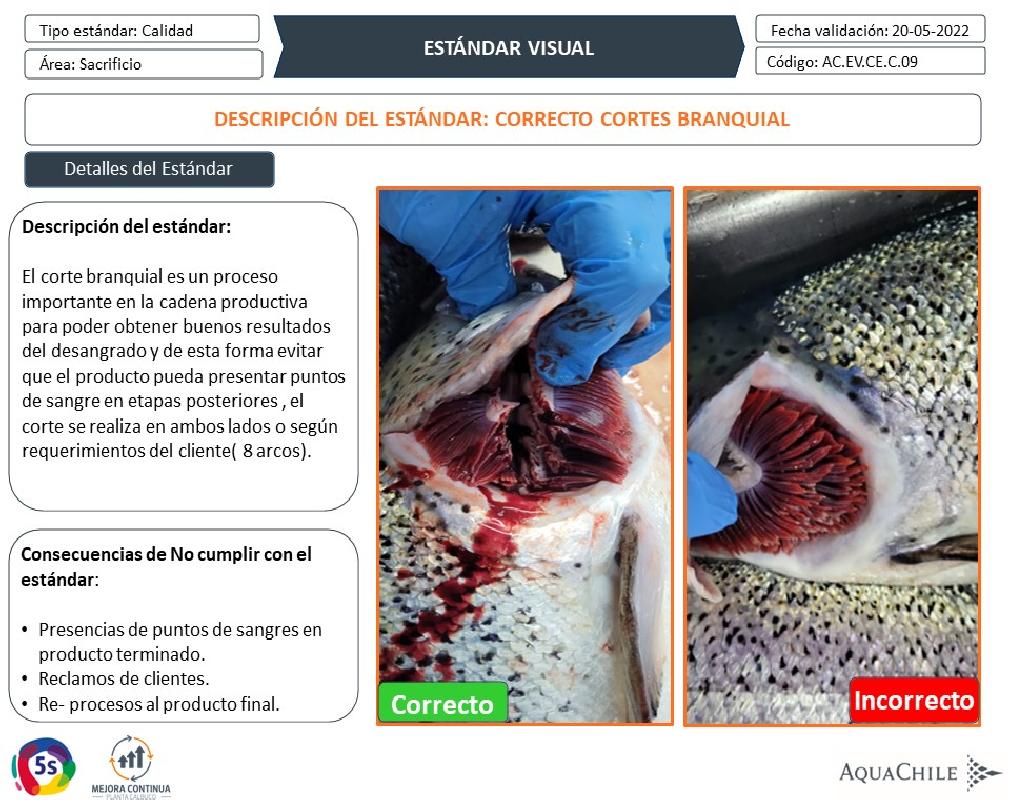 Tipo estándar: Calidad
Área: Sacrificio
ESTÁNDAR VISUAL
Fecha validación: 20-05-2022
Código: AC.EV.CE.C.09
DESCRIPCIÓN DEL ESTÁNDAR: CORRECTO CORTES BRANQUIAL
Detalles del Estándar
Descripción del estándar:
El corte branquial es un proceso
importante en la cadena productiva
para poder obtener buenos resultados
del desangrado y de esta forma evitar
que el producto pueda presentar puntos
de sangre en etapas posteriores , el
corte se realiza en ambos lados o según
requerimientos del cliente( 8 arcos).
Consecuencias de No cumplir con el
estándar:
• Presencias de puntos de sangres en
producto terminado.
• Reclamos de clientes.
• Re- procesos al producto final.
Correcto
Incorrecto
5s
MEJORA CONTINUA
PLANTA CALBUCO
AQUACHILE